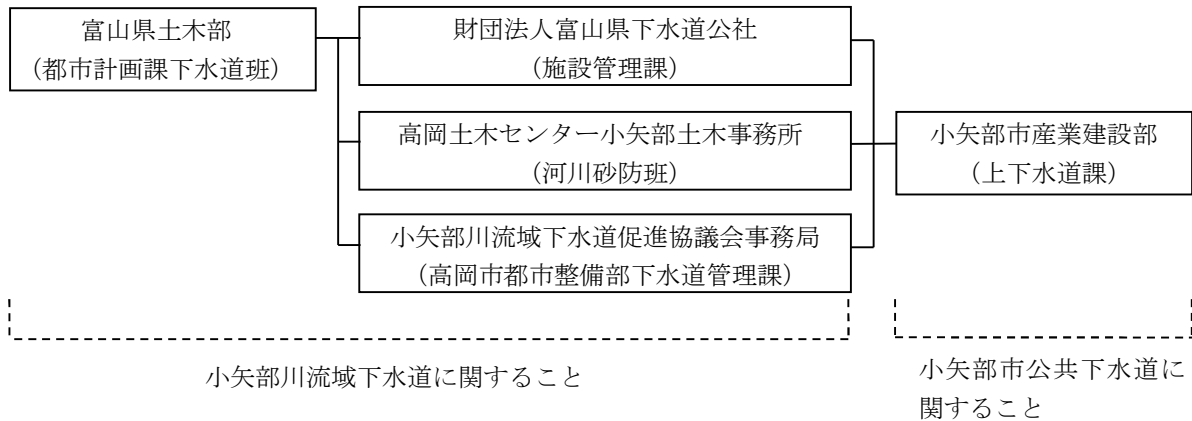 富山県土木部
（都市計画課下水道班）
財団法人富山県下水道公社
（施設管理課）
高岡土木センター小矢部土木事務所
（河川砂防班）
小矢部川流域下水道促進協議会事務局
（高岡市都市整備部下水道管理課）
小矢部市産業建設部
（上下水道課）
小矢部川流域下水道に関すること
小矢部市公共下水道に
関すること